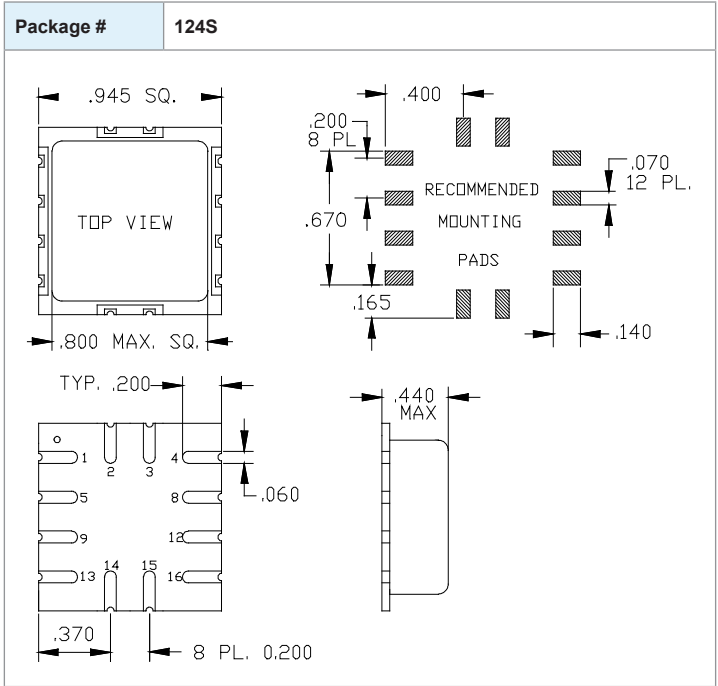 Package # 124S
.945 SQ.
TOP VIEW
.800 MAX. SQ.
.400
.200
8 PL
.670
.165
RECOMMENDED
MOUNTING
PADS
.070
12 PL.
.140
TYP. .200
1
2
3
4
5
8
9
12
13
14
15
16
.060
.370
8 PL. 0.200
.440
MAX